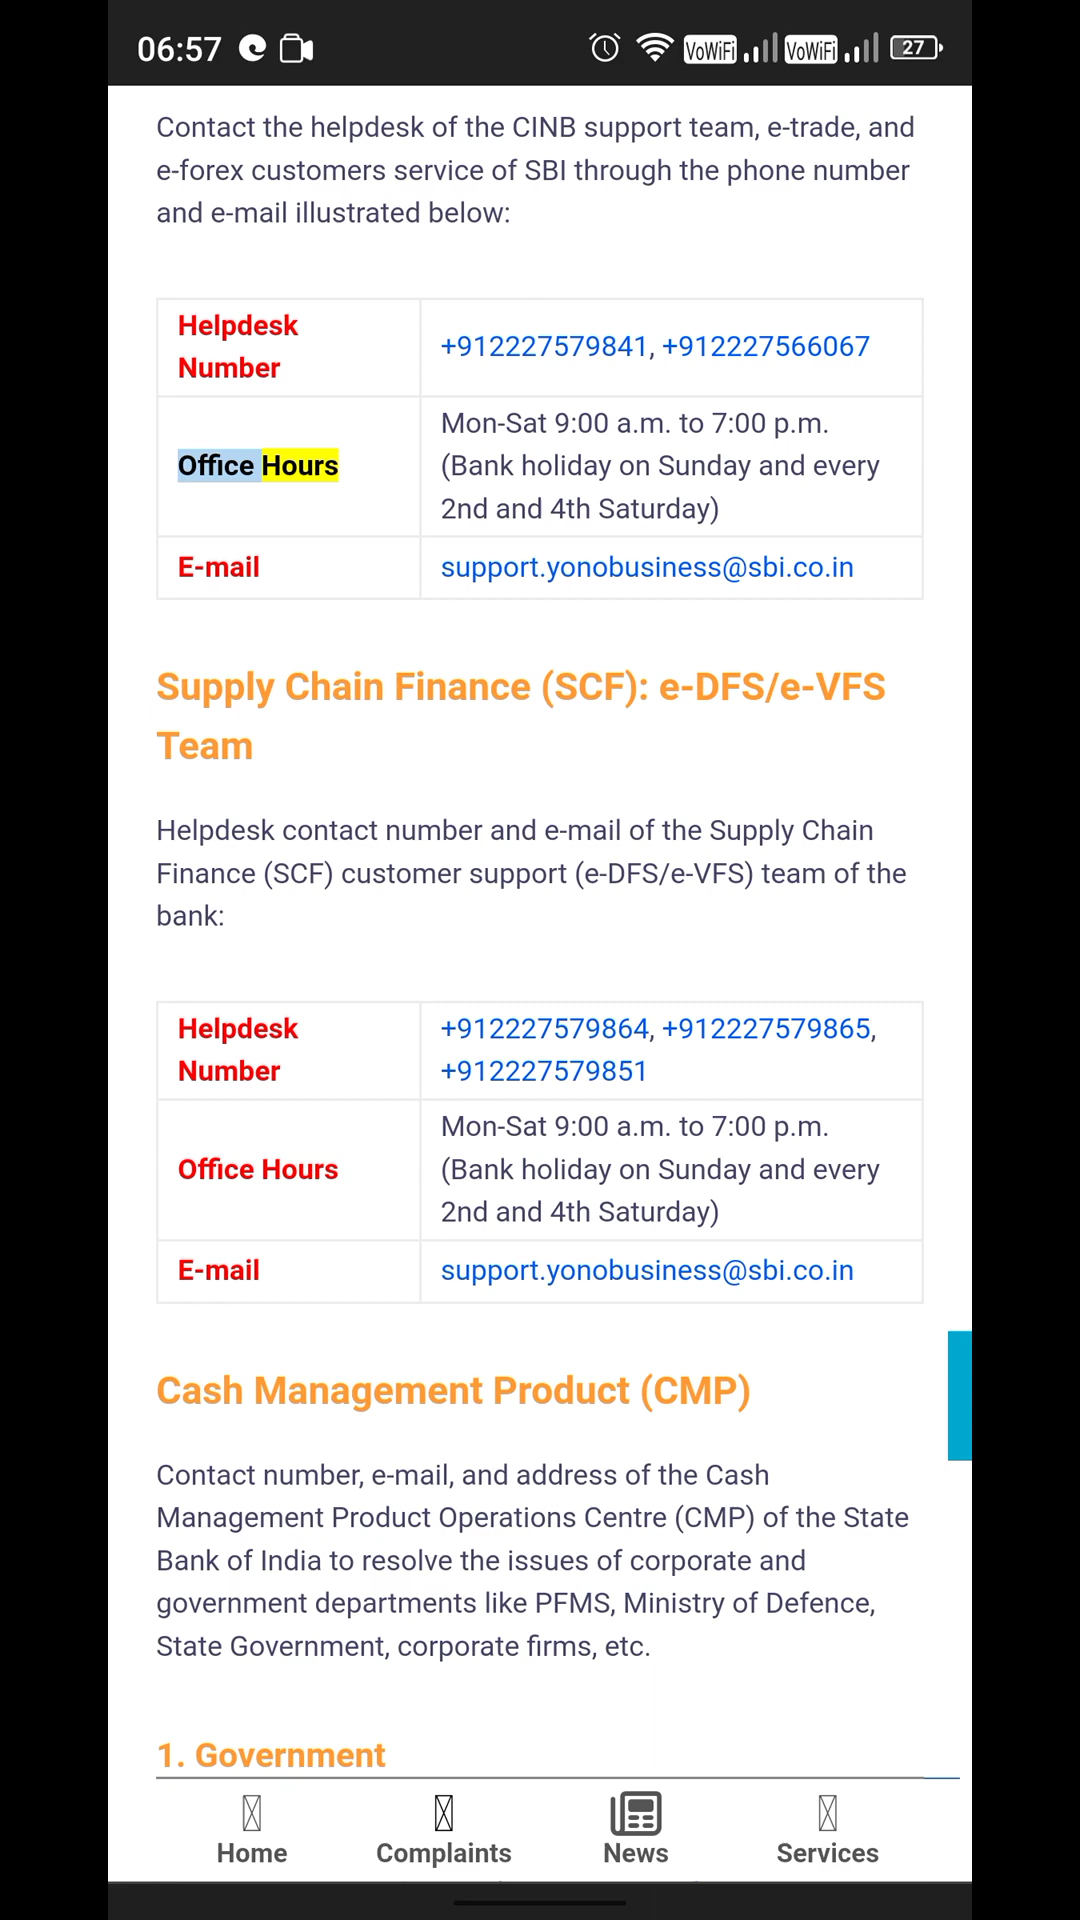 06:57
VoWiFi VoWiFi 27
Contact the helpdesk of the CINB support team, e-trade, and
e-forex customers service of SBI through the phone number
and e-mail illustrated below:
Helpdesk
Number
+912227579841, +912227566067
Office Hours
Mon-Sat 9:00 a.m. to 7:00 p.m.
(Bank holiday on Sunday and every
2nd and 4th Saturday)
E-mail
support.yonobusiness@sbi.co.in
Supply Chain Finance (SCF): e-DFS/e-VFS
Team
Helpdesk contact number and e-mail of the Supply Chain
Finance (SCF) customer support (e-DFS/e-VFS) team of the
bank:
Helpdesk
Number
+912227579864, +912227579865,
+912227579851
Office Hours
Mon-Sat 9:00 a.m. to 7:00 p.m.
(Bank holiday on Sunday and every
2nd and 4th Saturday)
E-mail
support.yonobusiness@sbi.co.in
Cash Management Product (CMP)
Contact number, e-mail, and address of the Cash
Management Product Operations Centre (CMP) of the State
Bank of India to resolve the issues of corporate and
government departments like PFMS, Ministry of Defence,
State Government, corporate firms, etc.
1. Government
Home Complaints News Services